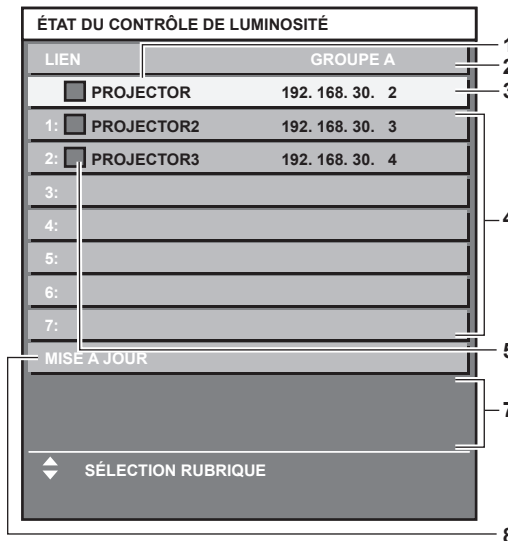 ÉTAT DU CONTRÔLE DE LUMINOSITÉ
LIEN GROUPE A
PROJECTOR 192. 168. 30. 2
1: PROJECTOR2 192. 168. 30. 3
2: PROJECTOR3 192. 168. 30. 4
3:
4:
5:
6:
7:
MISE À JOUR
SÉLECTION RUBRIQUE
1
2
3
4
5
7
8